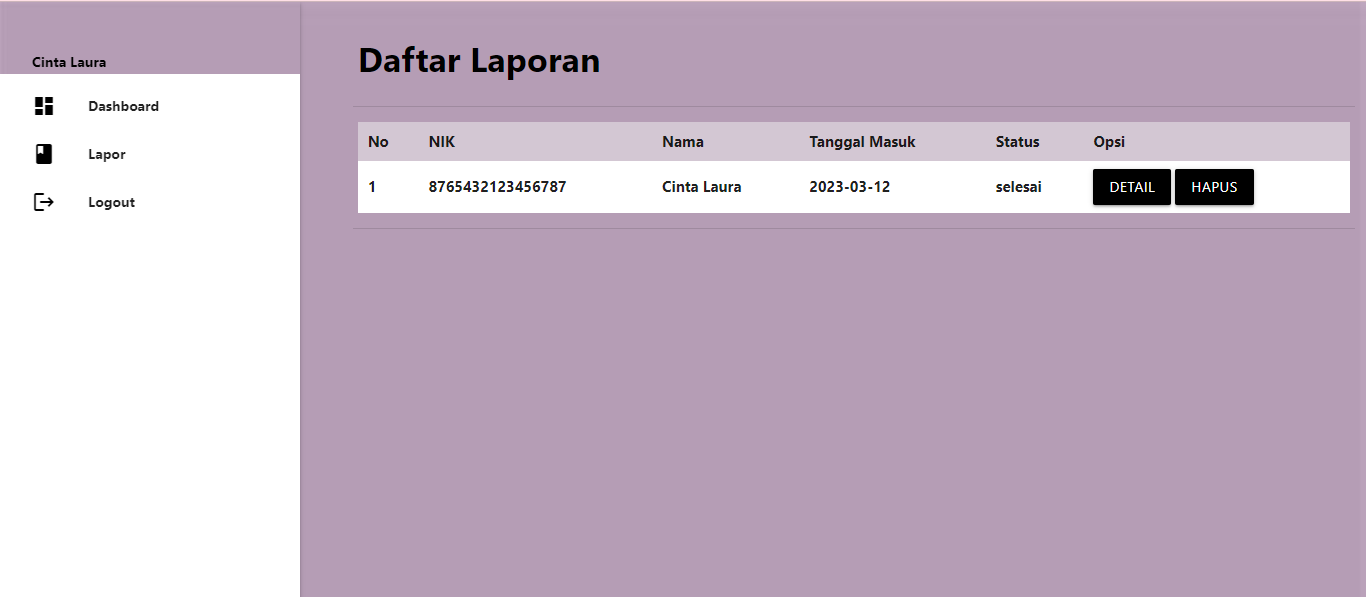 Cinta Laura
Dashboard
Lapor
Logout
Daftar Laporan
No NIK Nama Tanggal Masuk Status Opsi
1 8765432123456787 Cinta Laura 2023-03-12 selesai DETAIL HAPUS